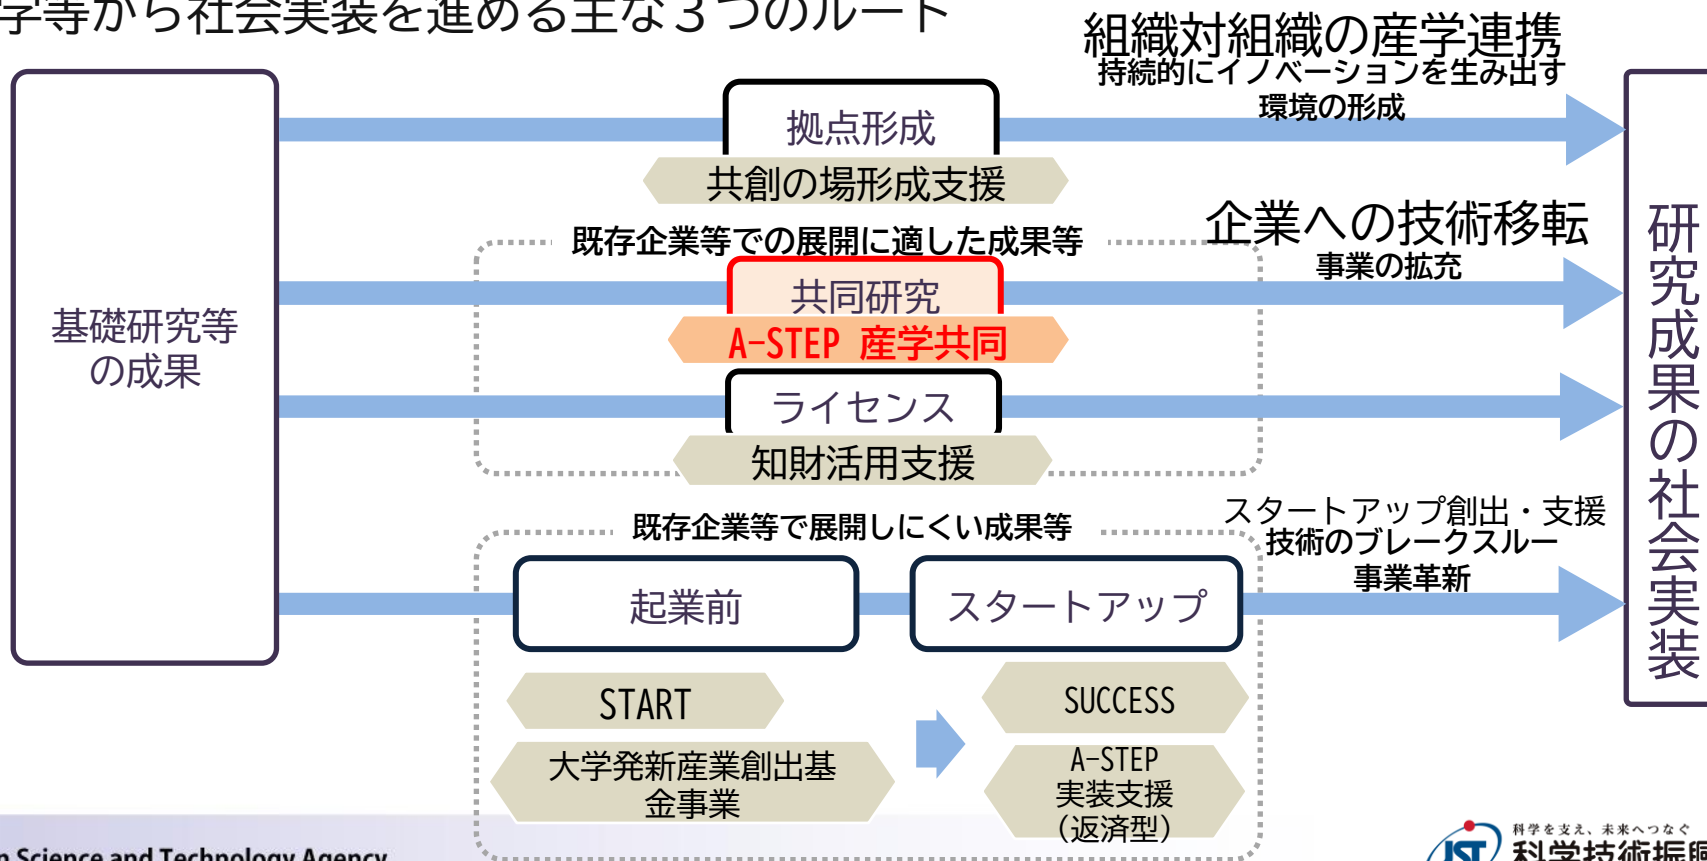 学等から社会実装を進める主な３つのルート
組織対組織の産学連携
持続的にイノベーションを生み出す
環境の形成
拠点形成
共創の場形成支援
既存企業等での展開に適した成果等
企業への技術移転
事業の拡充
共同研究
A-STEP 産学共同
基礎研究等
の成果
ライセンス
知財活用支援
研究成果の社会実装
既存企業等で展開しにくい成果等
スタートアップ創出・支援
技術のブレークスルー
事業革新
起業前
スタートアップ
START
SUCCESS
大学発新産業創出基
金事業
A-STEP
実装支援
（返済型）
Science and Technology Agency
科学を支え、未来へつなぐ
JST
科学技術振